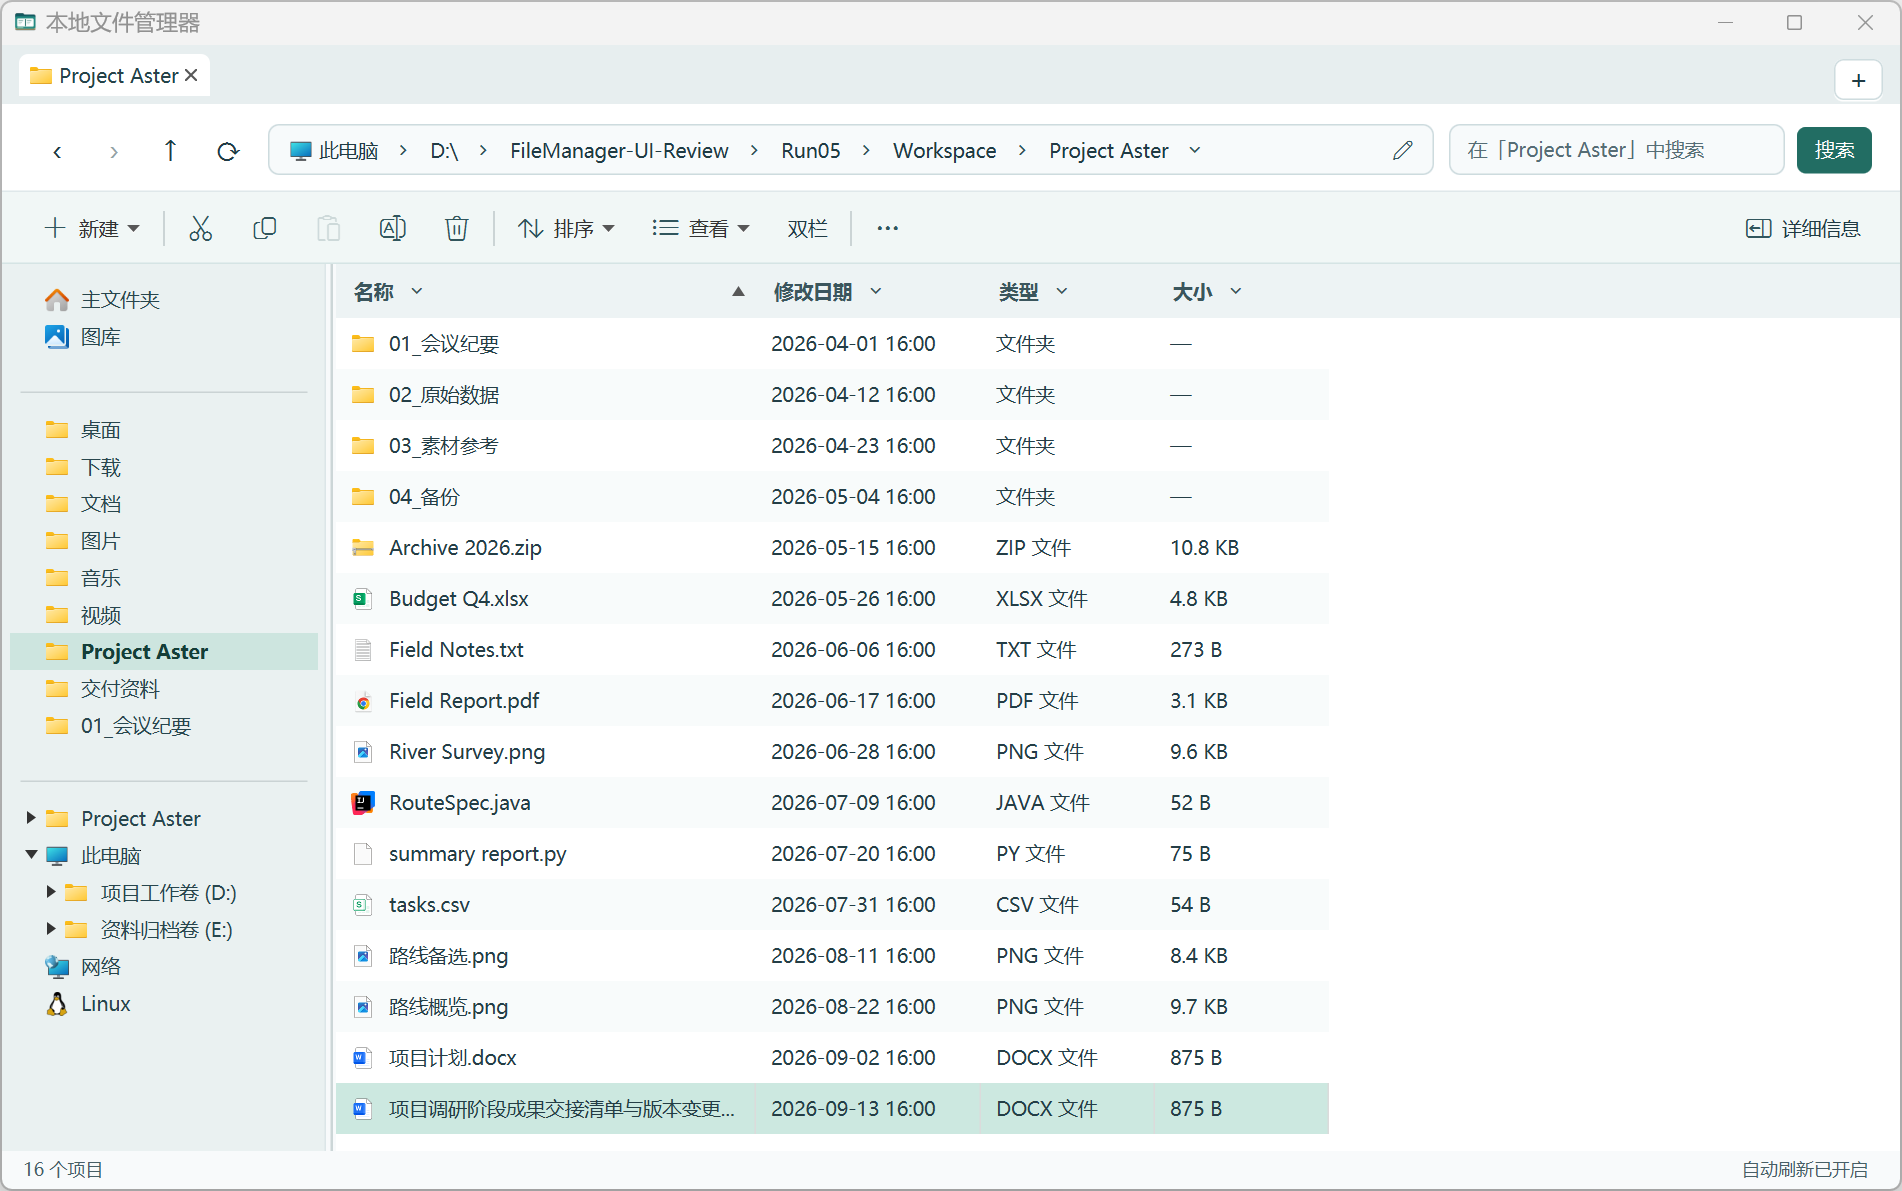 本地文件管理器
Project Aster
此电脑 › D:\ › FileManager-UI-Review › Run05 › Workspace › Project Aster
在「Project Aster」中搜索
搜索
新建
排序
查看
双栏
详细信息
主文件夹
图库
桌面
下载
文档
图片
音乐
视频
Project Aster
交付资料
01_会议纪要
Project Aster
此电脑
项目工作卷 (D:)
资料归档卷 (E:)
网络
Linux
名称 修改日期 类型 大小
01_会议纪要 2026-04-01 16:00 文件夹 —
02_原始数据 2026-04-12 16:00 文件夹 —
03_素材参考 2026-04-23 16:00 文件夹 —
04_备份 2026-05-04 16:00 文件夹 —
Archive 2026.zip 2026-05-15 16:00 ZIP 文件 10.8 KB
Budget Q4.xlsx 2026-05-26 16:00 XLSX 文件 4.8 KB
Field Notes.txt 2026-06-06 16:00 TXT 文件 273 B
Field Report.pdf 2026-06-17 16:00 PDF 文件 3.1 KB
River Survey.png 2026-06-28 16:00 PNG 文件 9.6 KB
RouteSpec.java 2026-07-09 16:00 JAVA 文件 52 B
summary report.py 2026-07-20 16:00 PY 文件 75 B
tasks.csv 2026-07-31 16:00 CSV 文件 54 B
路线备选.png 2026-08-11 16:00 PNG 文件 8.4 KB
路线概览.png 2026-08-22 16:00 PNG 文件 9.7 KB
项目计划.docx 2026-09-02 16:00 DOCX 文件 875 B
项目调研阶段成果交接清单与版本变更... 2026-09-13 16:00 DOCX 文件 875 B
16 个项目
自动刷新已开启